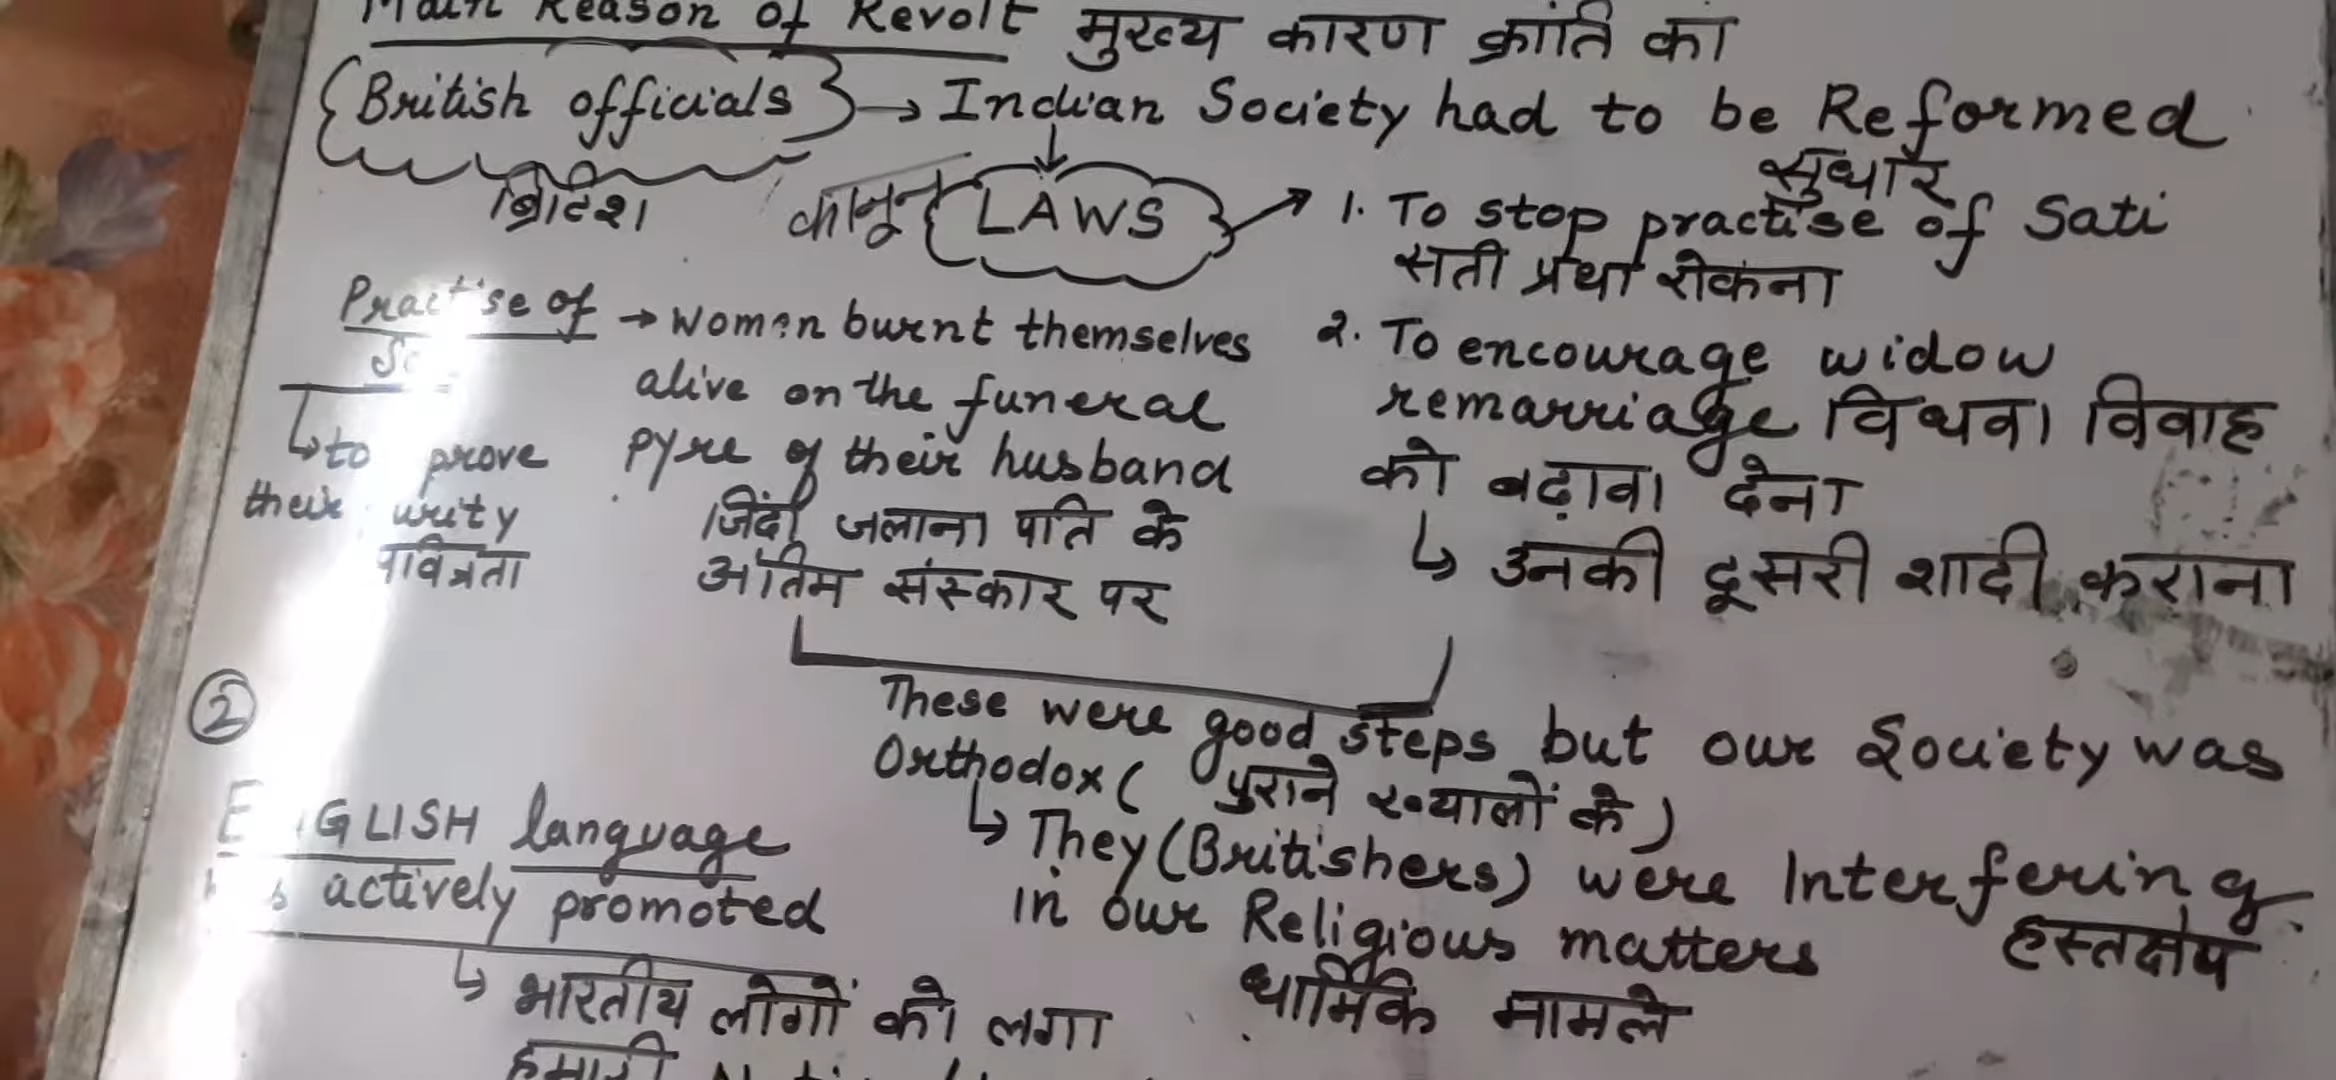 Main Reason of Revolt मुख्य कारण क्रांति का
British officials → Indian Society had to be Reformed
ब्रिटिश सुधार
कानून LAWS → 1. To stop practise of Sati
सती प्रथा रोकना
Practise of → Women burnt themselves
alive on the funeral
pyre of their husband
जिंदा जलाना पति के
अंतिम संस्कार पर
↳ to prove
their
पवित्रता
2. To encourage widow
remarriage विधवा विवाह
को बढ़ावा देना
↳ उनकी दूसरी शादी कराना
These were good steps but our Society was
Orthodox ( पुराने ख्यालों के )
↳ They (Britishers) were Interfering
in our Religious matters हस्तक्षेप
धार्मिक मामले
②
ENGLISH language
actively promoted
↳ भारतीय लोगों को लगा
हमारी